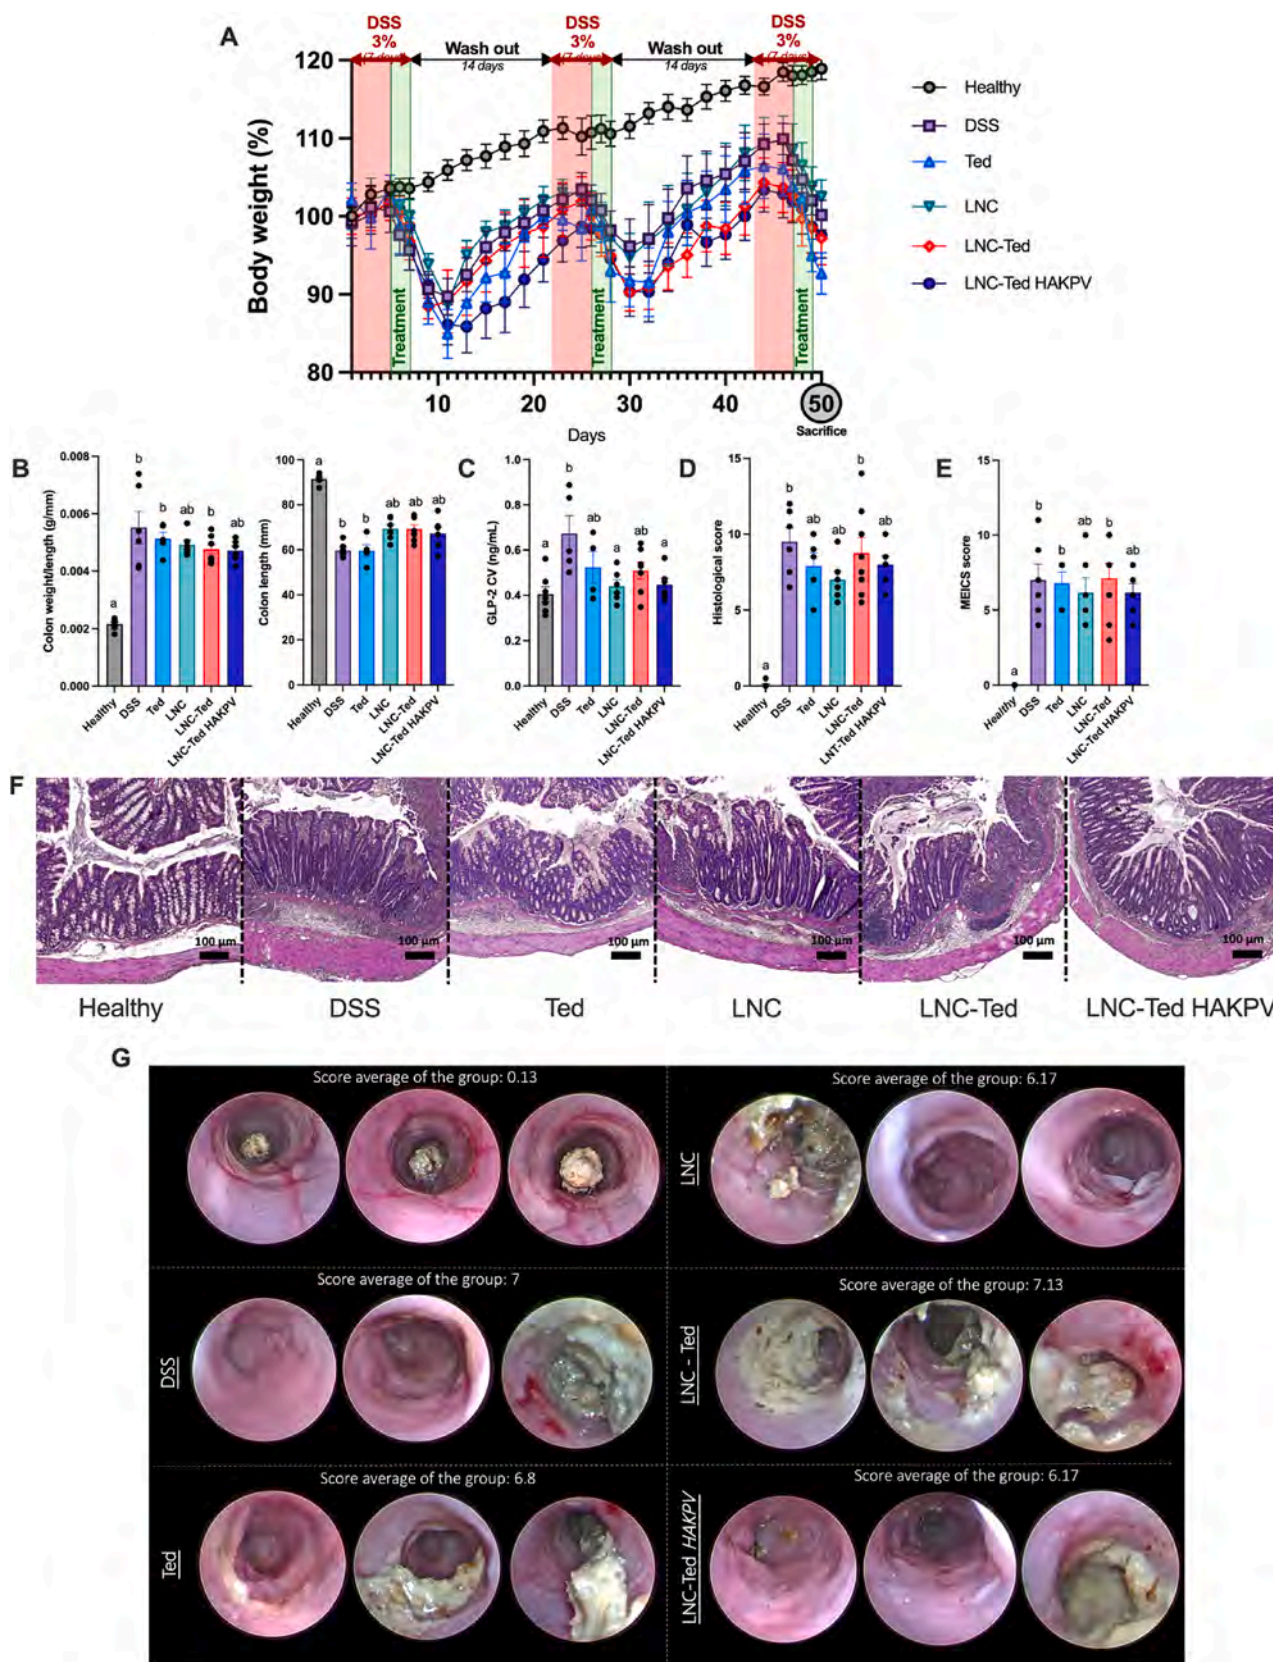 A
DSS
3%
(7 days)
Wash out
14 days
DSS
3%
(7 days)
Wash out
14 days
DSS
3%
(7 days)
120
110
100
90
80
Body weight (%)
Treatment
Treatment
Treatment
10
20
30
40
50
Days
Sacrifice
Healthy
DSS
Ted
LNC
LNC-Ted
LNC-Ted HAKPV
B
Colon weight/length (g/mm)
0.008
0.006
0.004
0.002
0.000
a
b
b
ab
b
ab
Healthy
DSS
Ted
LNC
LNC-Ted
LNC-Ted HAKPV
Colon length (mm)
100
80
60
40
20
0
a
b
b
ab
ab
ab
Healthy
DSS
Ted
LNC
LNC-Ted
LNC-Ted HAKPV
C
GLP-2 CV (ng/mL)
1.0
0.8
0.6
0.4
0.2
0.0
a
b
ab
a
ab
a
Healthy
DSS
Ted
LNC
LNC-Ted
LNC-Ted HAKPV
D
Histological score
15
10
5
0
a
b
ab
ab
b
ab
Healthy
DSS
Ted
LNC
LNC-Ted
LNT-Ted HAKPV
E
MEICS score
15
10
5
0
a
b
b
ab
b
ab
Healthy
DSS
Ted
LNC
LNC-Ted
LNC-Ted HAKPV
F
100 µm
100 µm
100 µm
100 µm
100 µm
100 µm
Healthy
DSS
Ted
LNC
LNC-Ted
LNC-Ted HAKPV
G
Score average of the group: 0.13
Score average of the group: 6.17
LNC
Score average of the group: 7
DSS
Score average of the group: 7.13
LNC - Ted
Score average of the group: 6.8
Ted
Score average of the group: 6.17
LNC-Ted HAKPV